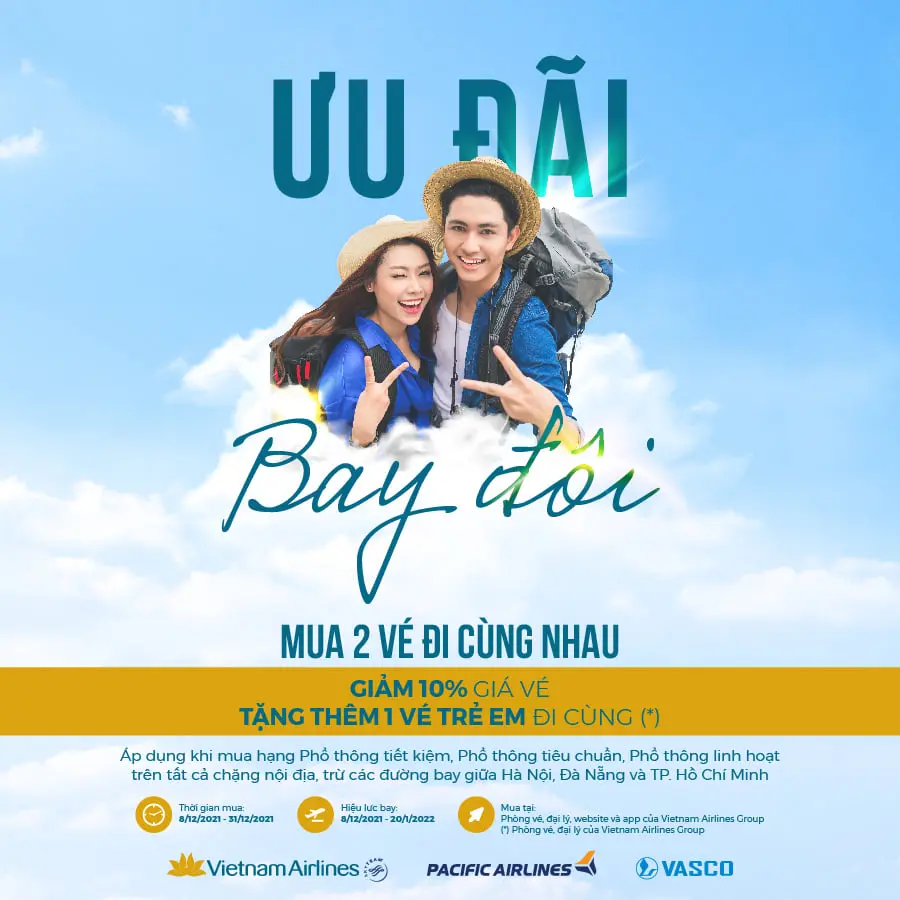 ƯU ĐÃI
Bay đôi
MUA 2 VÉ ĐI CÙNG NHAU
GIẢM 10% GIÁ VÉ
TẶNG THÊM 1 VÉ TRẺ EM ĐI CÙNG (*)
Áp dụng khi mua hạng Phổ thông tiết kiệm, Phổ thông tiêu chuẩn, Phổ thông linh hoạt
trên tất cả chặng nội địa, trừ các đường bay giữa Hà Nội, Đà Nẵng và TP. Hồ Chí Minh
Thời gian mua:
8/12/2021 - 31/12/2021
Hiệu lực bay:
8/12/2021 - 20/1/2022
Mua tại:
Phòng vé, đại lý, website và app của Vietnam Airlines Group
(*) Phòng vé, đại lý của Vietnam Airlines Group
Vietnam Airlines SKYTEAM
PACIFIC AIRLINES
VASCO